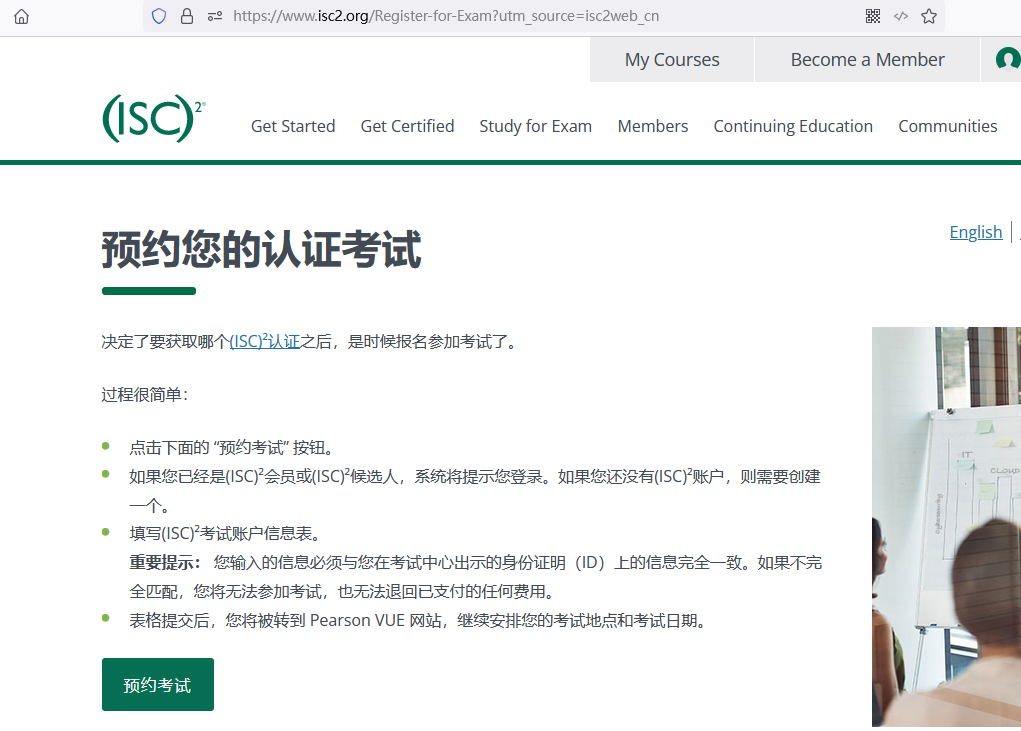 https://www.isc2.org/Register-for-Exam?utm_source=isc2web_cn
My Courses
Become a Member
(ISC)²®
Get Started
Get Certified
Study for Exam
Members
Continuing Education
Communities
预约您的认证考试
English
决定了要获取哪个(ISC)²认证之后，是时候报名参加考试了。
过程很简单：
点击下面的 “预约考试” 按钮。
如果您已经是(ISC)²会员或(ISC)²候选人，系统将提示您登录。如果您还没有(ISC)²账户，则需要创建
一个。
填写(ISC)²考试账户信息表。
重要提示： 您输入的信息必须与您在考试中心出示的身份证明（ID）上的信息完全一致。如果不完
全匹配，您将无法参加考试，也无法退回已支付的任何费用。
表格提交后，您将被转到 Pearson VUE 网站，继续安排您的考试地点和考试日期。
预约考试
IT
CLOUD